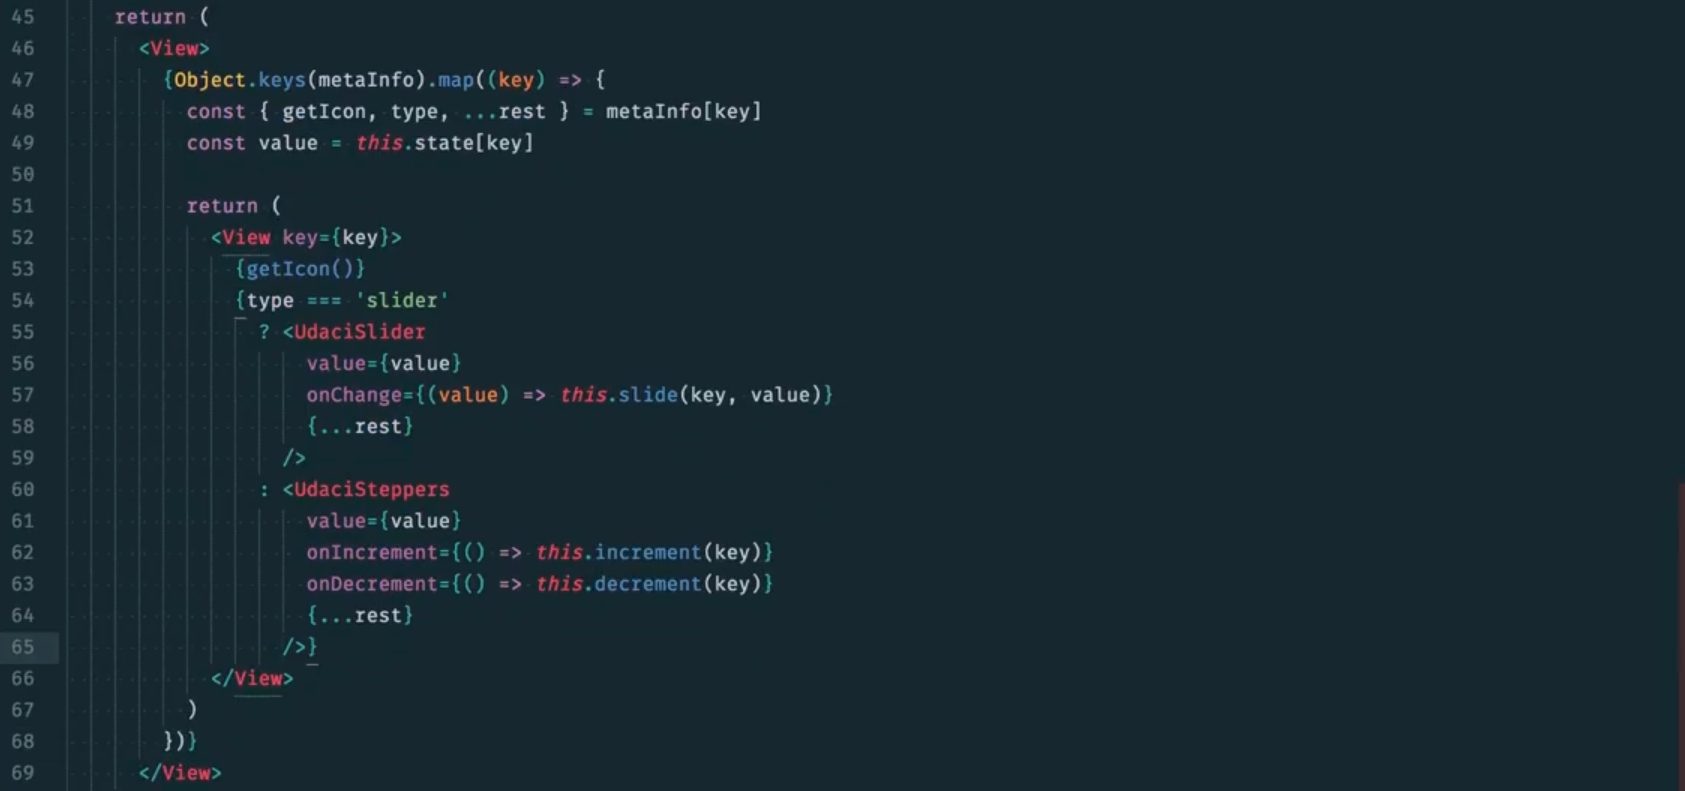 45 return (
46 <View>
47 {Object.keys(metaInfo).map((key) => {
48 const { getIcon, type, ...rest } = metaInfo[key]
49 const value = this.state[key]
50
51 return (
52 <View key={key}>
53 {getIcon()}
54 {type === 'slider'
55 ? <UdaciSlider
56 value={value}
57 onChange={(value) => this.slide(key, value)}
58 {...rest}
59 />
60 : <UdaciSteppers
61 value={value}
62 onIncrement={() => this.increment(key)}
63 onDecrement={() => this.decrement(key)}
64 {...rest}
65 />}
66 </View>
67 )
68 })}
69 </View>